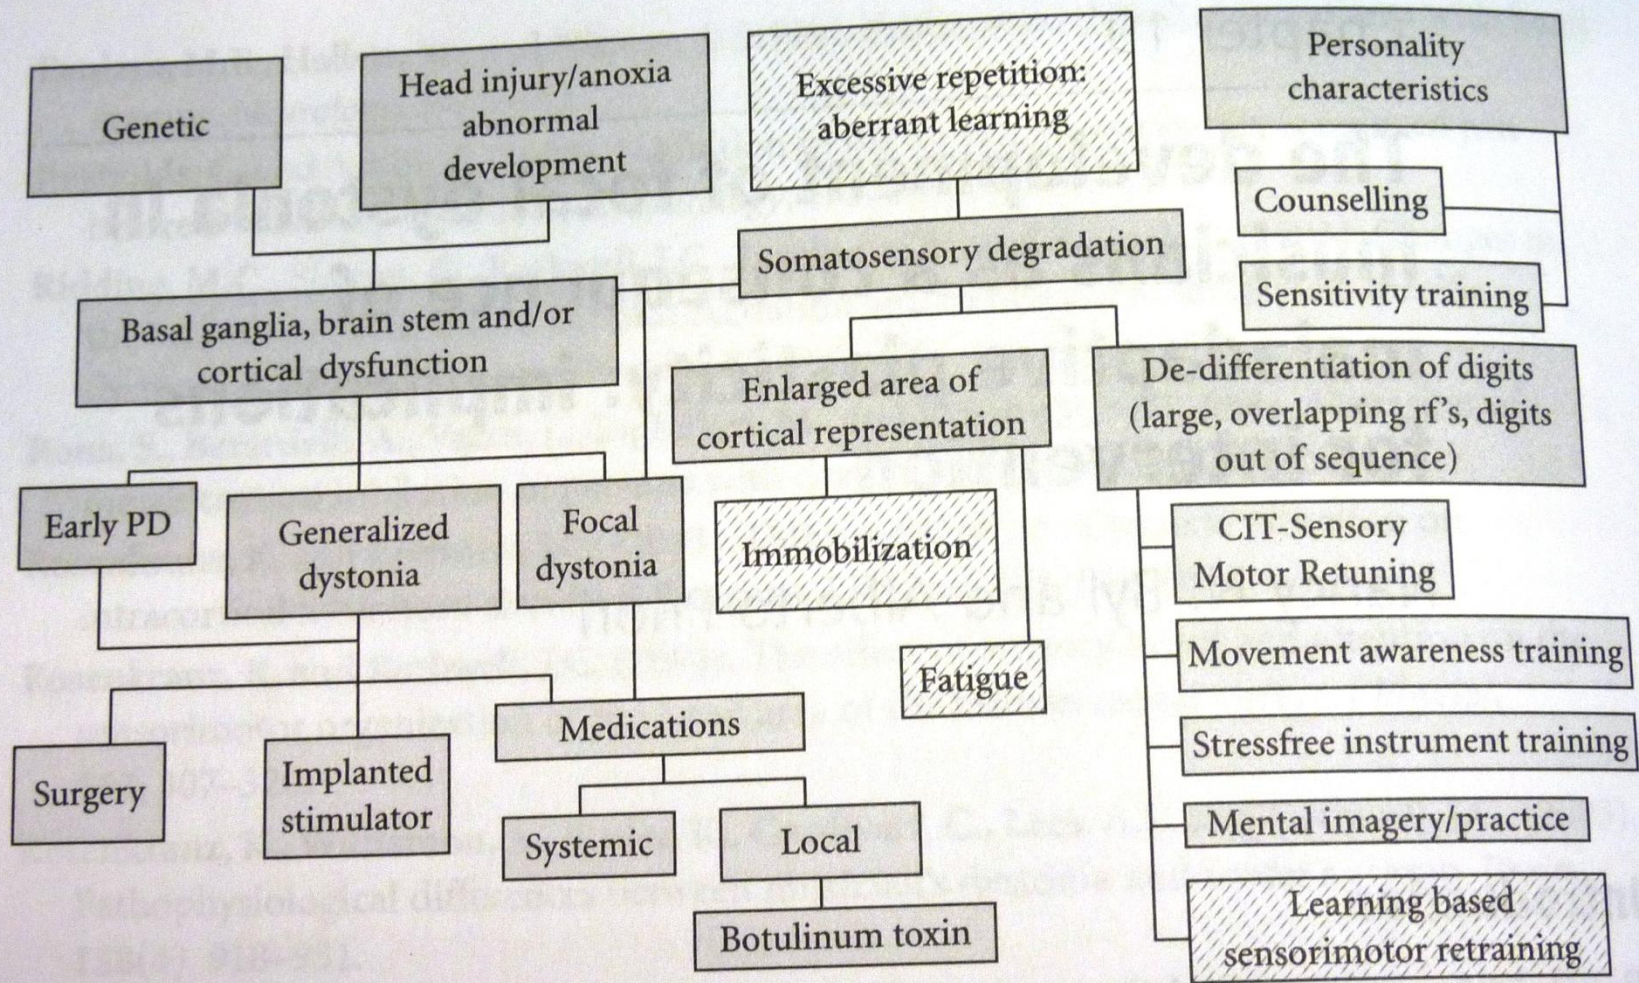 Genetic
Head injury/anoxia
abnormal
development
Excessive repetition:
aberrant learning
Personality
characteristics
Counselling
Sensitivity training
Somatosensory degradation
Basal ganglia, brain stem and/or
cortical dysfunction
Enlarged area of
cortical representation
De-differentiation of digits
(large, overlapping rf's, digits
out of sequence)
Early PD
Generalized
dystonia
Focal
dystonia
Immobilization
Fatigue
CIT-Sensory
Motor Retuning
Movement awareness training
Stressfree instrument training
Mental imagery/practice
Learning based
sensorimotor retraining
Surgery
Implanted
stimulator
Medications
Systemic
Local
Botulinum toxin